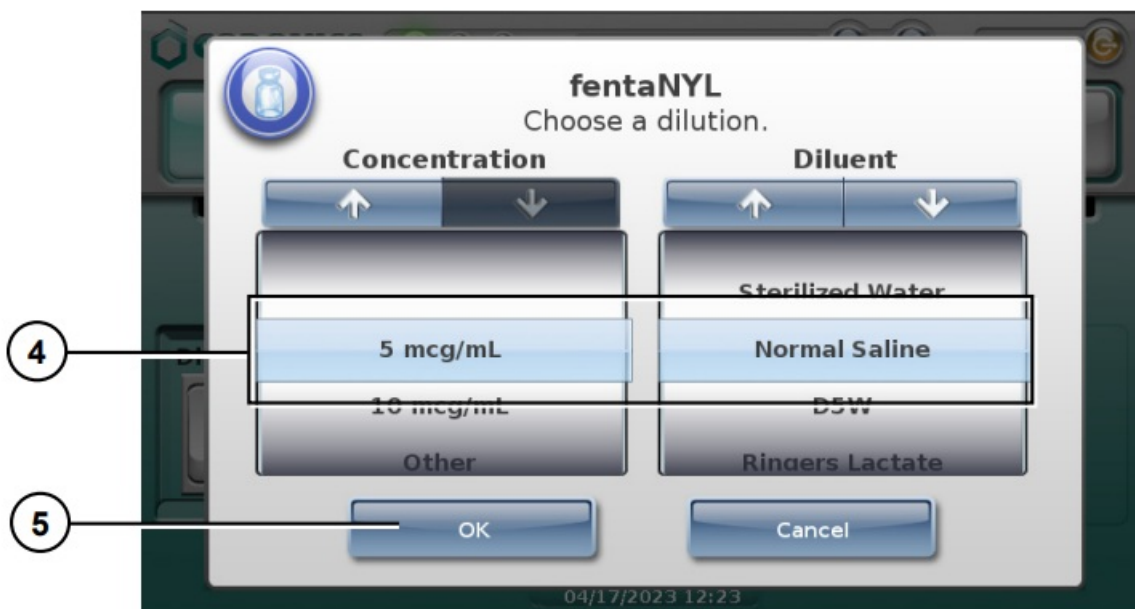 fentaNYL
Choose a dilution.
Concentration
Diluent
Sterilized Water
4
5 mcg/mL
Normal Saline
10 mcg/mL
D5W
Other
Ringers Lactate
5
OK
Cancel
04/17/2023 12:23